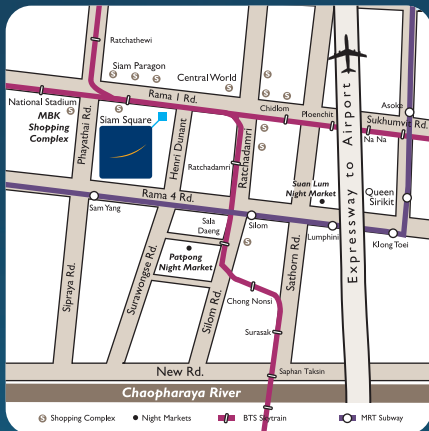 Ratchathewi
Siam Paragon
Central World
National Stadium
Rama 1 Rd.
Chidlom
Ploenchit
Asoke
Sukhumvit Rd.
Na Na
MBK
Shopping
Complex
Siam Square
Phayathai Rd.
Henri Dunant
Ratchadamri
Ratchadamri
Expressway to Airport
Suan Lum
Night Market
Queen
Sirikit
Rama 4 Rd.
Sam Yang
Sala
Daeng
Silom
Lumphini
Klong Toei
Patpong
Night Market
Sipraya Rd.
Surawongse Rd.
Silom Rd.
Sathorn Rd.
Chong Nonsi
Surasak
Saphan Taksin
New Rd.
Chaopharaya River
S Shopping Complex
Night Markets
BTS Skytrain
MRT Subway